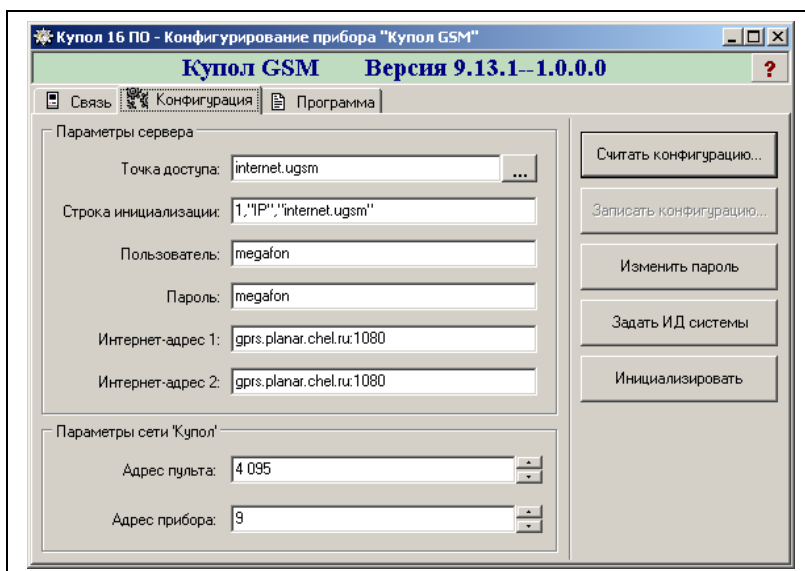 Купол 16 ПО - Конфигурирование прибора "Купол GSM"
Купол GSM Версия 9.13.1--1.0.0.0 ?
Связь Конфигурация Программа
Параметры сервера
Точка доступа: internet.ugsm ...
Строка инициализации: 1,"IP","internet.ugsm"
Пользователь: megafon
Пароль: megafon
Интернет-адрес 1: gprs.planar.chel.ru:1080
Интернет-адрес 2: gprs.planar.chel.ru:1080
Параметры сети 'Купол'
Адрес пульта: 4 095
Адрес прибора: 9
Считать конфигурацию...
Записать конфигурацию...
Изменить пароль
Задать ИД системы
Инициализировать